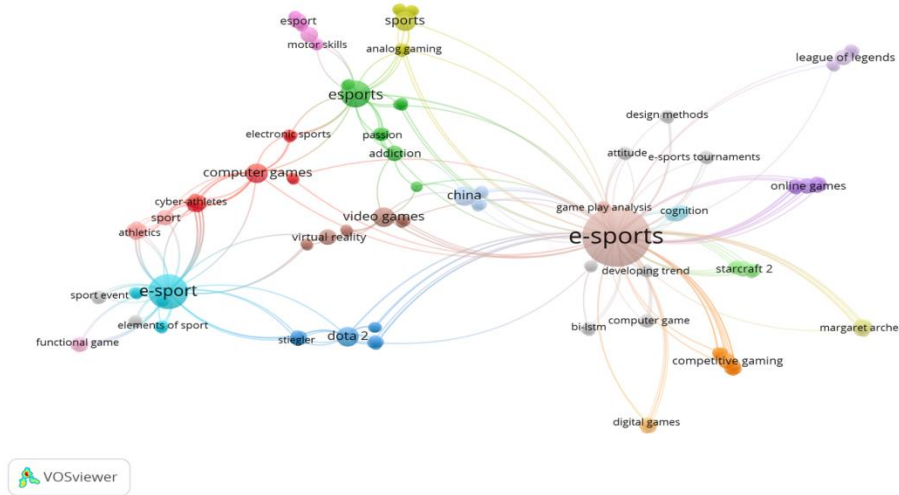 esport
sports
motor skills
analog gaming
league of legends
esports
design methods
electronic sports
passion
addiction
attitude
e-sports tournaments
computer games
china
online games
cyber-athletes
game play analysis
cognition
sport
video games
athletics
virtual reality
e-sports
developing trend
starcraft 2
sport event
e-sport
elements of sport
computer game
bi-lstm
margaret arche
functional game
stiegler
dota 2
competitive gaming
digital games
VOSviewer